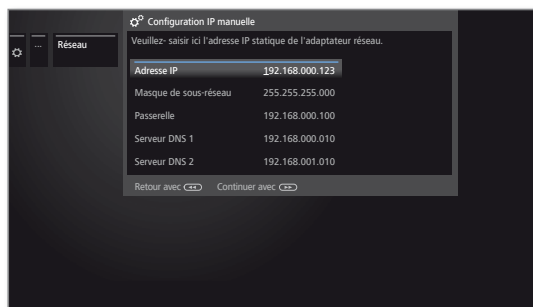 Configuration IP manuelle
... Réseau
Veuillez- saisir ici l'adresse IP statique de l'adaptateur réseau.
Adresse IP 192.168.000.123
Masque de sous-réseau 255.255.255.000
Passerelle 192.168.000.100
Serveur DNS 1 192.168.000.010
Serveur DNS 2 192.168.001.010
Retour avec Continuer avec